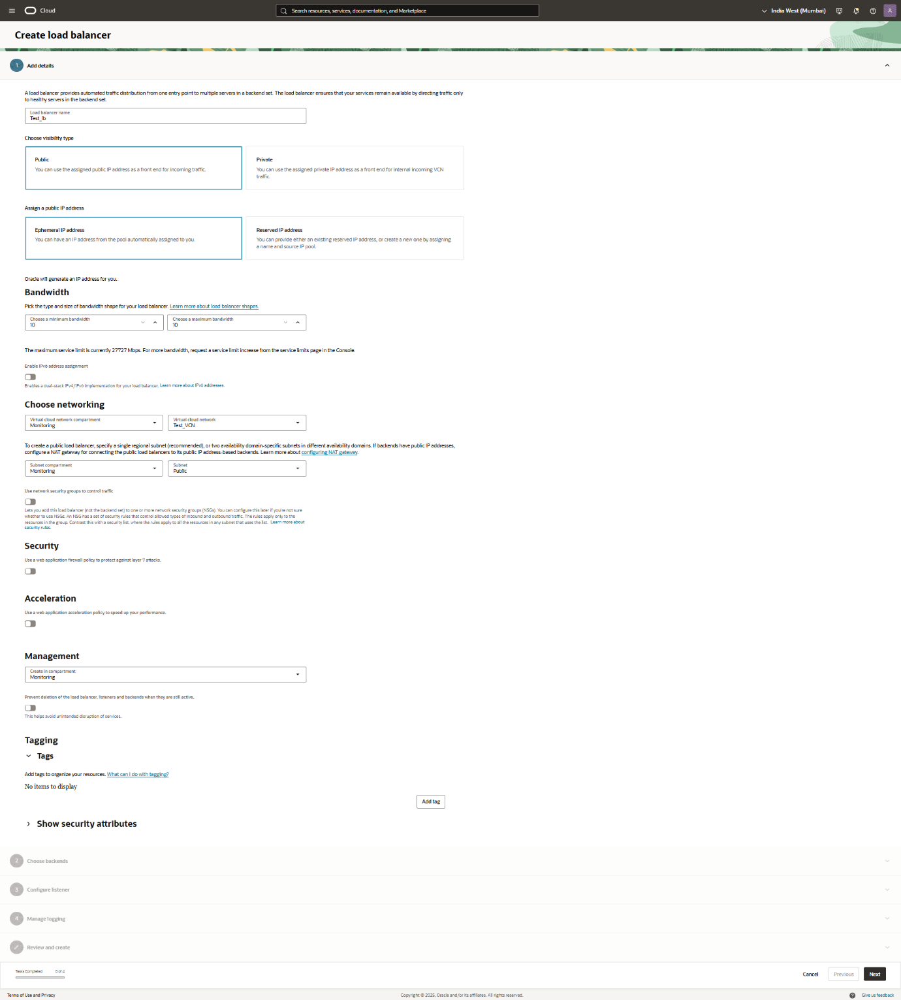 Cloud
Search resources, services, documentation, and Marketplace
India West (Mumbai)
Create load balancer
1 Add details
A load balancer provides automated traffic distribution from one entry point to multiple servers in a backend set. The load balancer ensures that your services remain available by directing traffic only
to healthy servers in the backend set.
Load balancer name
Test_lb
Choose visibility type
Public
You can use the assigned public IP address as a front end for incoming traffic.
Private
You can use the assigned private IP address as a front end for internal incoming VCN
traffic.
Assign a public IP address
Ephemeral IP address
You can have an IP address from the pool automatically assigned to you.
Reserved IP address
You can provide either an existing reserved IP address, or create a new one by assigning
a name and source IP pool.
Oracle will generate an IP address for you.
Bandwidth
Pick the type and size of bandwidth shape for your load balancer. Learn more about load balancer shapes.
Choose a minimum bandwidth
10
Choose a maximum bandwidth
10
The maximum service limit is currently 27727 Mbps. For more bandwidth, request a service limit increase from the service limits page in the Console.
Enable IPv6 address assignment
Enables a dual-stack IPv4/IPv6 implementation for your load balancer. Learn more about IPv6 addresses.
Choose networking
Virtual cloud network compartment
Monitoring
Virtual cloud network
Test_VCN
To create a public load balancer, specify a single regional subnet (recommended), or two availability domain-specific subnets in different availability domains. If backends have public IP addresses,
configure a NAT gateway for connecting the public load balancers to its public IP address-based backends. Learn more about configuring NAT gateway.
Subnet compartment
Monitoring
Subnet
Public
Use network security groups to control traffic
Lets you add this load balancer (not the backend set) to one or more network security groups (NSGs). You can configure this later if you're not sure
whether to use NSGs. An NSG has a set of security rules that control allowed types of inbound and outbound traffic. The rules apply only to the
resources in the group. Contrast this with a security list, where the rules apply to all the resources in any subnet that uses the list. Learn more about
security rules.
Security
Use a web application firewall policy to protect against layer 7 attacks.
Acceleration
Use a web application acceleration policy to speed up your performance.
Management
Create in compartment
Monitoring
Prevent deletion of the load balancer, listeners and backends when they are still active.
This helps avoid unintended disruption of services.
Tagging
Tags
Add tags to organize your resources. What can I do with tagging?
No items to display
Add tag
Show security attributes
2 Choose backends
3 Configure listener
4 Manage logging
Review and create
Tasks Completed 0 of 4
Cancel
Previous
Next
Terms of Use and Privacy
Copyright © 2025, Oracle and/or its affiliates. All rights reserved.
Give us feedback